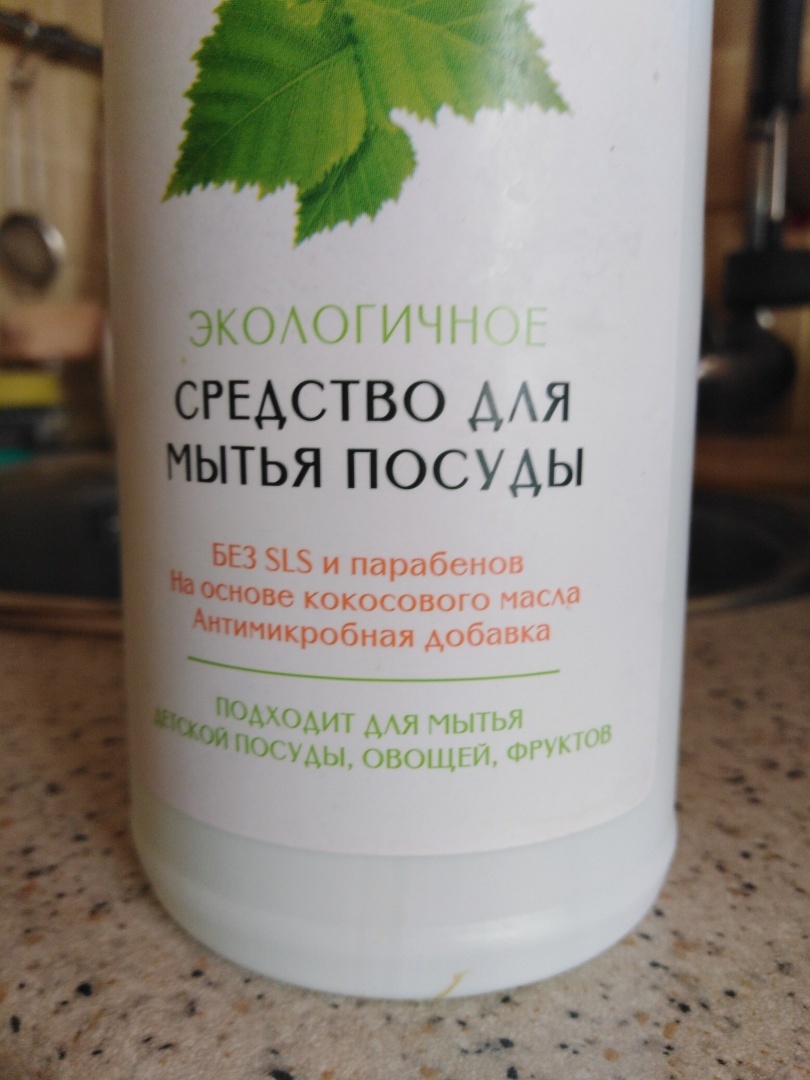 ЭКОЛОГИЧНОЕ
СРЕДСТВО ДЛЯ
МЫТЬЯ ПОСУДЫ
БЕЗ SLS и парабенов
На основе кокосового масла
Антимикробная добавка
ПОДХОДИТ ДЛЯ МЫТЬЯ
ДЕТСКОЙ ПОСУДЫ, ОВОЩЕЙ, ФРУКТОВ